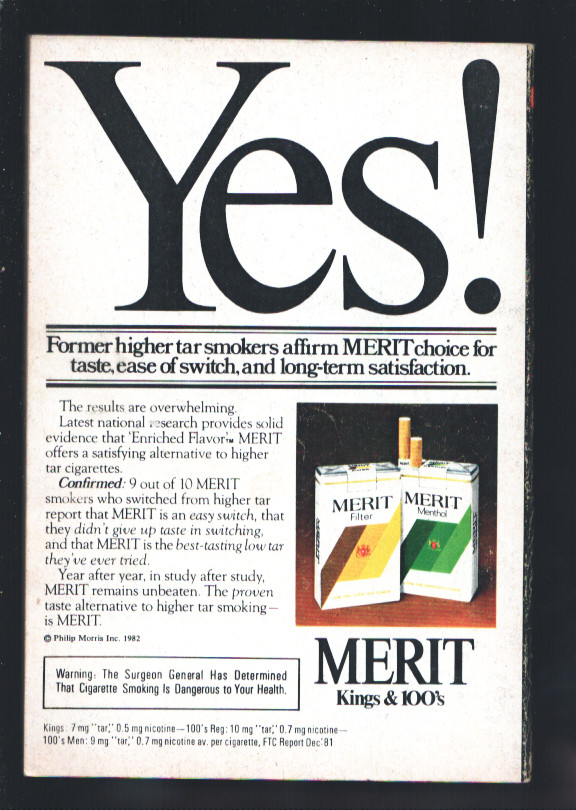 Yes!
Former higher tar smokers affirm MERIT choice for
taste, ease of switch, and long-term satisfaction.
The results are overwhelming.
Latest national research provides solid
evidence that 'Enriched Flavor'™ MERIT
offers a satisfying alternative to higher
tar cigarettes.
Confirmed: 9 out of 10 MERIT
smokers who switched from higher tar
report that MERIT is an easy switch, that
they didn't give up taste in switching,
and that MERIT is the best-tasting low tar
they've ever tried.
Year after year, in study after study,
MERIT remains unbeaten. The proven
taste alternative to higher tar smoking—
is MERIT.
© Philip Morris Inc. 1982
MERIT
Filter
MERIT
Menthol
MERIT
Kings & 100's
Warning: The Surgeon General Has Determined
That Cigarette Smoking Is Dangerous to Your Health.
Kings: 7 mg "tar," 0.5 mg nicotine—100's Reg: 10 mg "tar," 0.7 mg nicotine—
100's Men: 9 mg "tar," 0.7 mg nicotine av. per cigarette, FTC Report Dec.'81